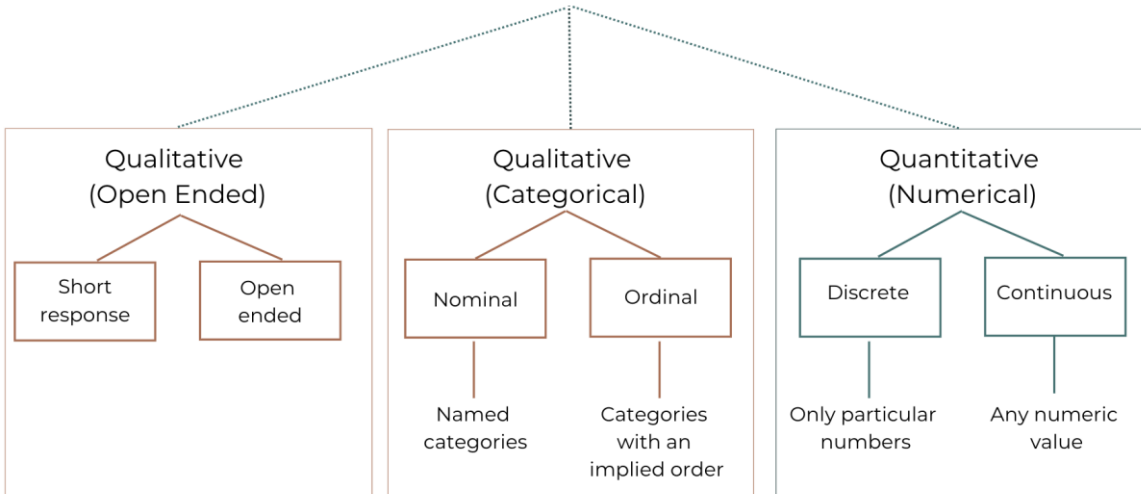 Qualitative
(Open Ended)
Short
response
Open
ended
Qualitative
(Categorical)
Nominal
Ordinal
Named
categories
Categories
with an
implied order
Quantitative
(Numerical)
Discrete
Continuous
Only particular
numbers
Any numeric
value